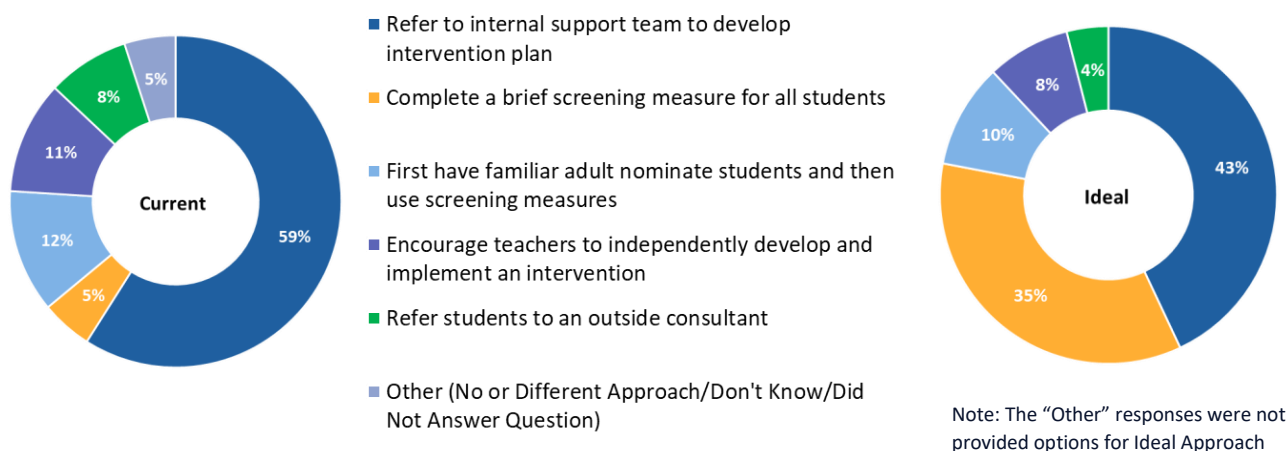 Current
59%
5%
12%
11%
8%
5%
Refer to internal support team to develop
intervention plan
Complete a brief screening measure for all students
First have familiar adult nominate students and then
use screening measures
Encourage teachers to independently develop and
implement an intervention
Refer students to an outside consultant
Other (No or Different Approach/Don't Know/Did
Not Answer Question)
Ideal
43%
35%
10%
8%
4%
Note: The “Other” responses were not
provided options for Ideal Approach